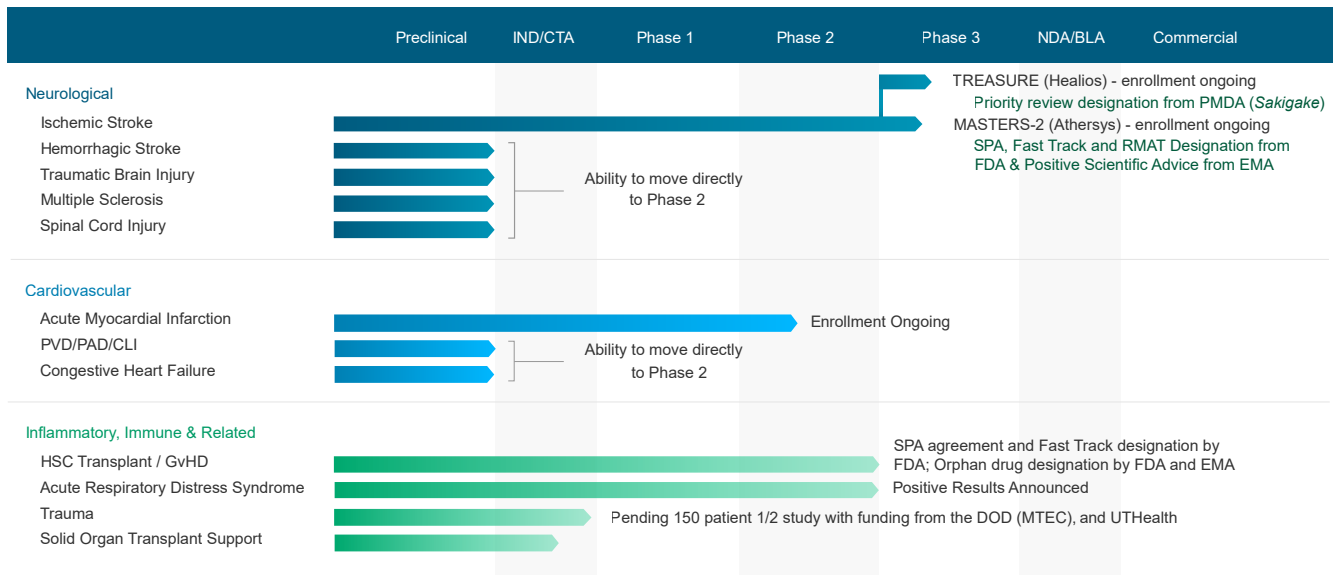 Preclinical IND/CTA Phase 1 Phase 2 Phase 3 NDA/BLA Commercial
Neurological
TREASURE (Healios) - enrollment ongoing
Priority review designation from PMDA (Sakigake)
Ischemic Stroke
MASTERS-2 (Athersys) - enrollment ongoing
SPA, Fast Track and RMAT Designation from
FDA & Positive Scientific Advice from EMA
Hemorrhagic Stroke
Traumatic Brain Injury
Multiple Sclerosis
Spinal Cord Injury
Ability to move directly
to Phase 2
Cardiovascular
Acute Myocardial Infarction
Enrollment Ongoing
PVD/PAD/CLI
Congestive Heart Failure
Ability to move directly
to Phase 2
Inflammatory, Immune & Related
HSC Transplant / GvHD
SPA agreement and Fast Track designation by
FDA; Orphan drug designation by FDA and EMA
Acute Respiratory Distress Syndrome
Positive Results Announced
Trauma
Pending 150 patient 1/2 study with funding from the DOD (MTEC), and UTHealth
Solid Organ Transplant Support